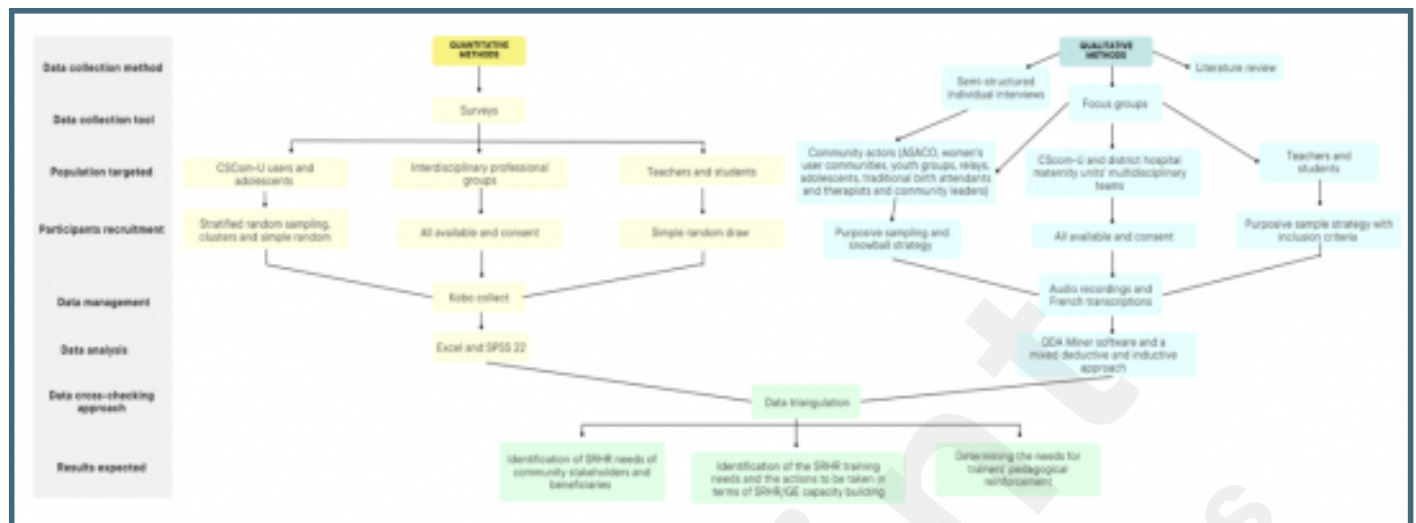 Data collection method
QUANTITATIVE
METHODS
QUALITATIVE
METHODS
Literature review
Semi-structured
individual interviews
Data collection tool
Surveys
Focus groups
Population targeted
CSCom-U users and
adolescents
Interdisciplinary professional
groups
Teachers and students
Community actors (ASACO, women's
user communities, youth groups, relays,
adolescents, traditional birth attendants
and therapists and community leaders)
CScom-U and district hospital
maternity units' multidisciplinary
teams
Teachers and
students
Participants recruitment
Stratified random sampling,
clusters and simple random
All available and consent
Simple random draw
Purposive sampling and
snowball strategy
All available and consent
Purposive sample strategy with
inclusion criteria
Data management
Kobo collect
Audio recordings and
French transcriptions
Data analysis
Excel and SPSS 22
QDA Miner software and a
mixed deductive and inductive
approach
Data cross-checking
approach
Data triangulation
Results expected
Identification of SRHR needs of
community stakeholders and
beneficiaries
Identification of the SRHR training
needs and the actions to be taken in
terms of SRHR/GE capacity building
Determining the needs for
trainers' pedagogical
reinforcement